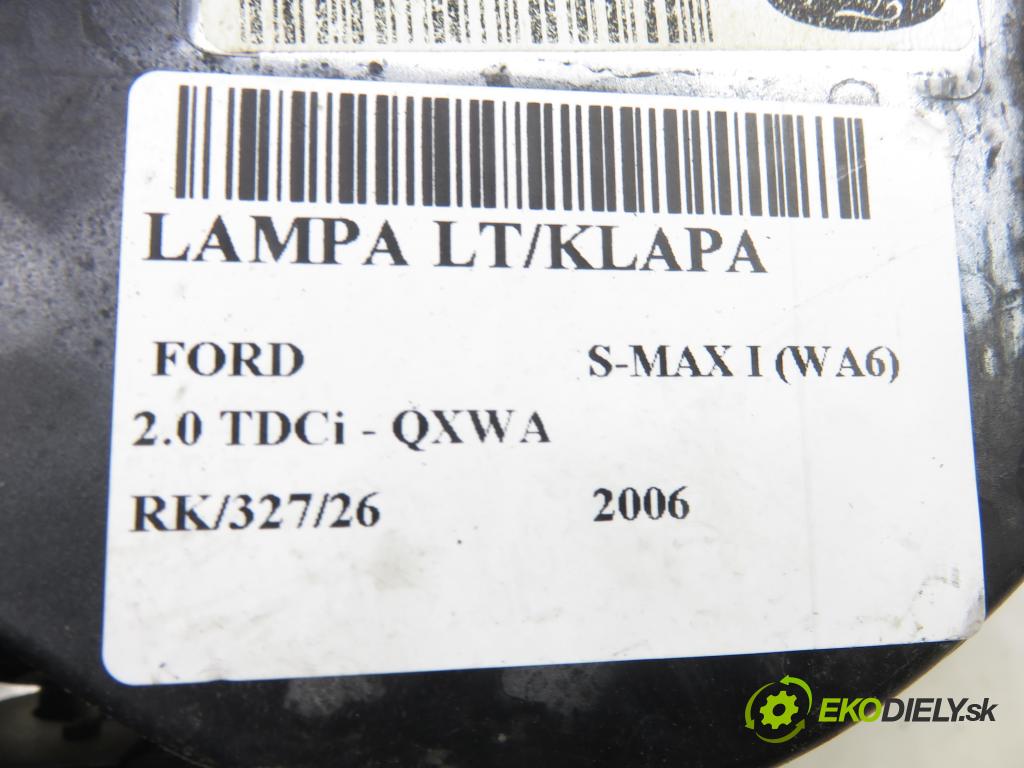 LAMPA LT/KLAPA
FORD S-MAX I (WA6)
2.0 TDCi - QXWA
RK/327/26 2006
EKODIELY.sk